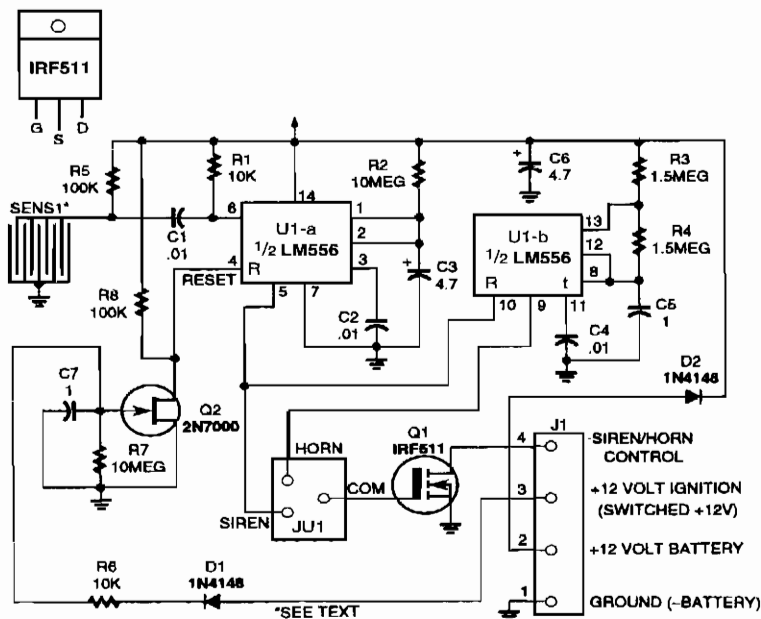 IRF511
G S D
R5
100K
R1
10K
R2
10MEG
C6
4.7
+
R3
1.5MEG
SENS1*
C1
.01
6
14
U1-a
1/2 LM556
1
2
3
4
R
RESET
5
7
+
C3
4.7
C2
.01
R8
100K
13
12
8
U1-b
1/2 LM556
R
t
10
9
11
R4
1.5MEG
C5
1
C4
.01
D2
1N4148
C7
1
R7
10MEG
Q2
2N7000
HORN
SIREN
COM
JU1
Q1
IRF511
J1
4
SIREN/HORN
CONTROL
3
+12 VOLT IGNITION
(SWITCHED +12V)
2
+12 VOLT BATTERY
1
GROUND (–BATTERY)
R6
10K
D1
1N4148
*SEE TEXT